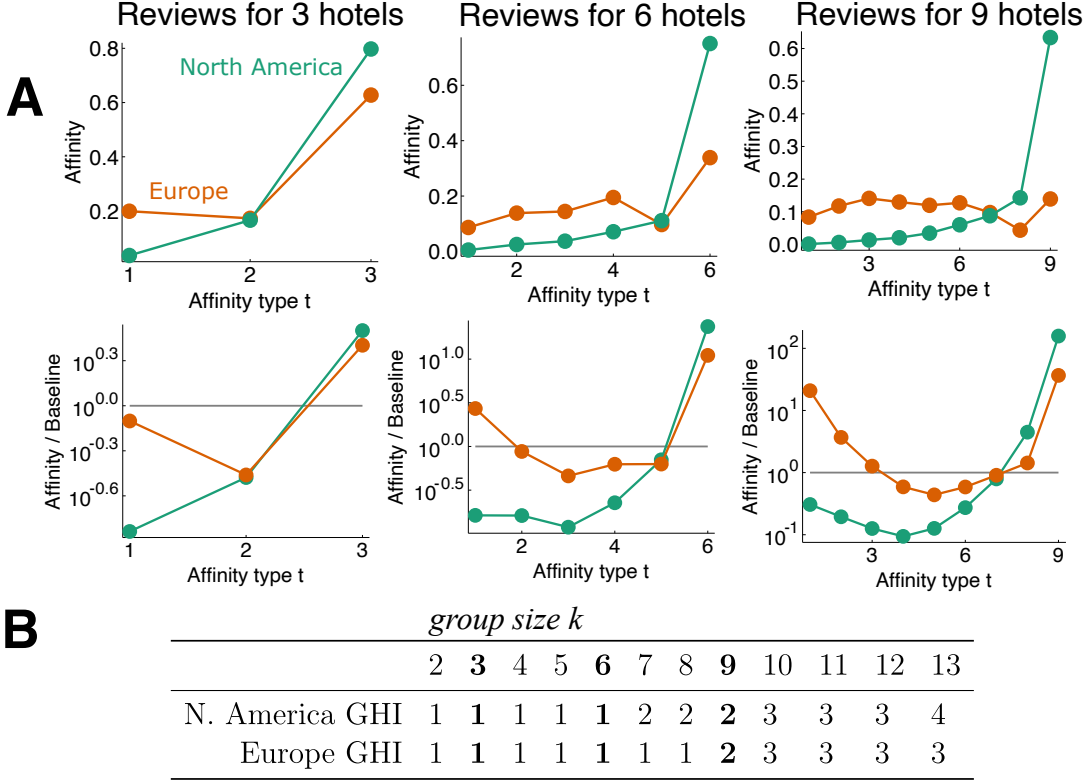 Reviews for 3 hotels
Reviews for 6 hotels
Reviews for 9 hotels
A
Affinity
0.8
0.6
0.4
0.2
North America
Europe
1 2 3
Affinity type t
Affinity
0.6
0.4
0.2
0.0
2 4 6
Affinity type t
Affinity
0.6
0.5
0.4
0.3
0.2
0.1
0.0
3 6 9
Affinity type t
Affinity / Baseline
10^0.3
10^0.0
10^-0.3
10^-0.6
1 2 3
Affinity type t
Affinity / Baseline
10^1.0
10^0.5
10^0.0
10^-0.5
2 4 6
Affinity type t
Affinity / Baseline
10^2
10^1
10^0
10^-1
3 6 9
Affinity type t
B
group size k
2 3 4 5 6 7 8 9 10 11 12 13
N. America GHI 1 1 1 1 1 2 2 2 3 3 3 4
Europe GHI 1 1 1 1 1 1 1 2 3 3 3 3